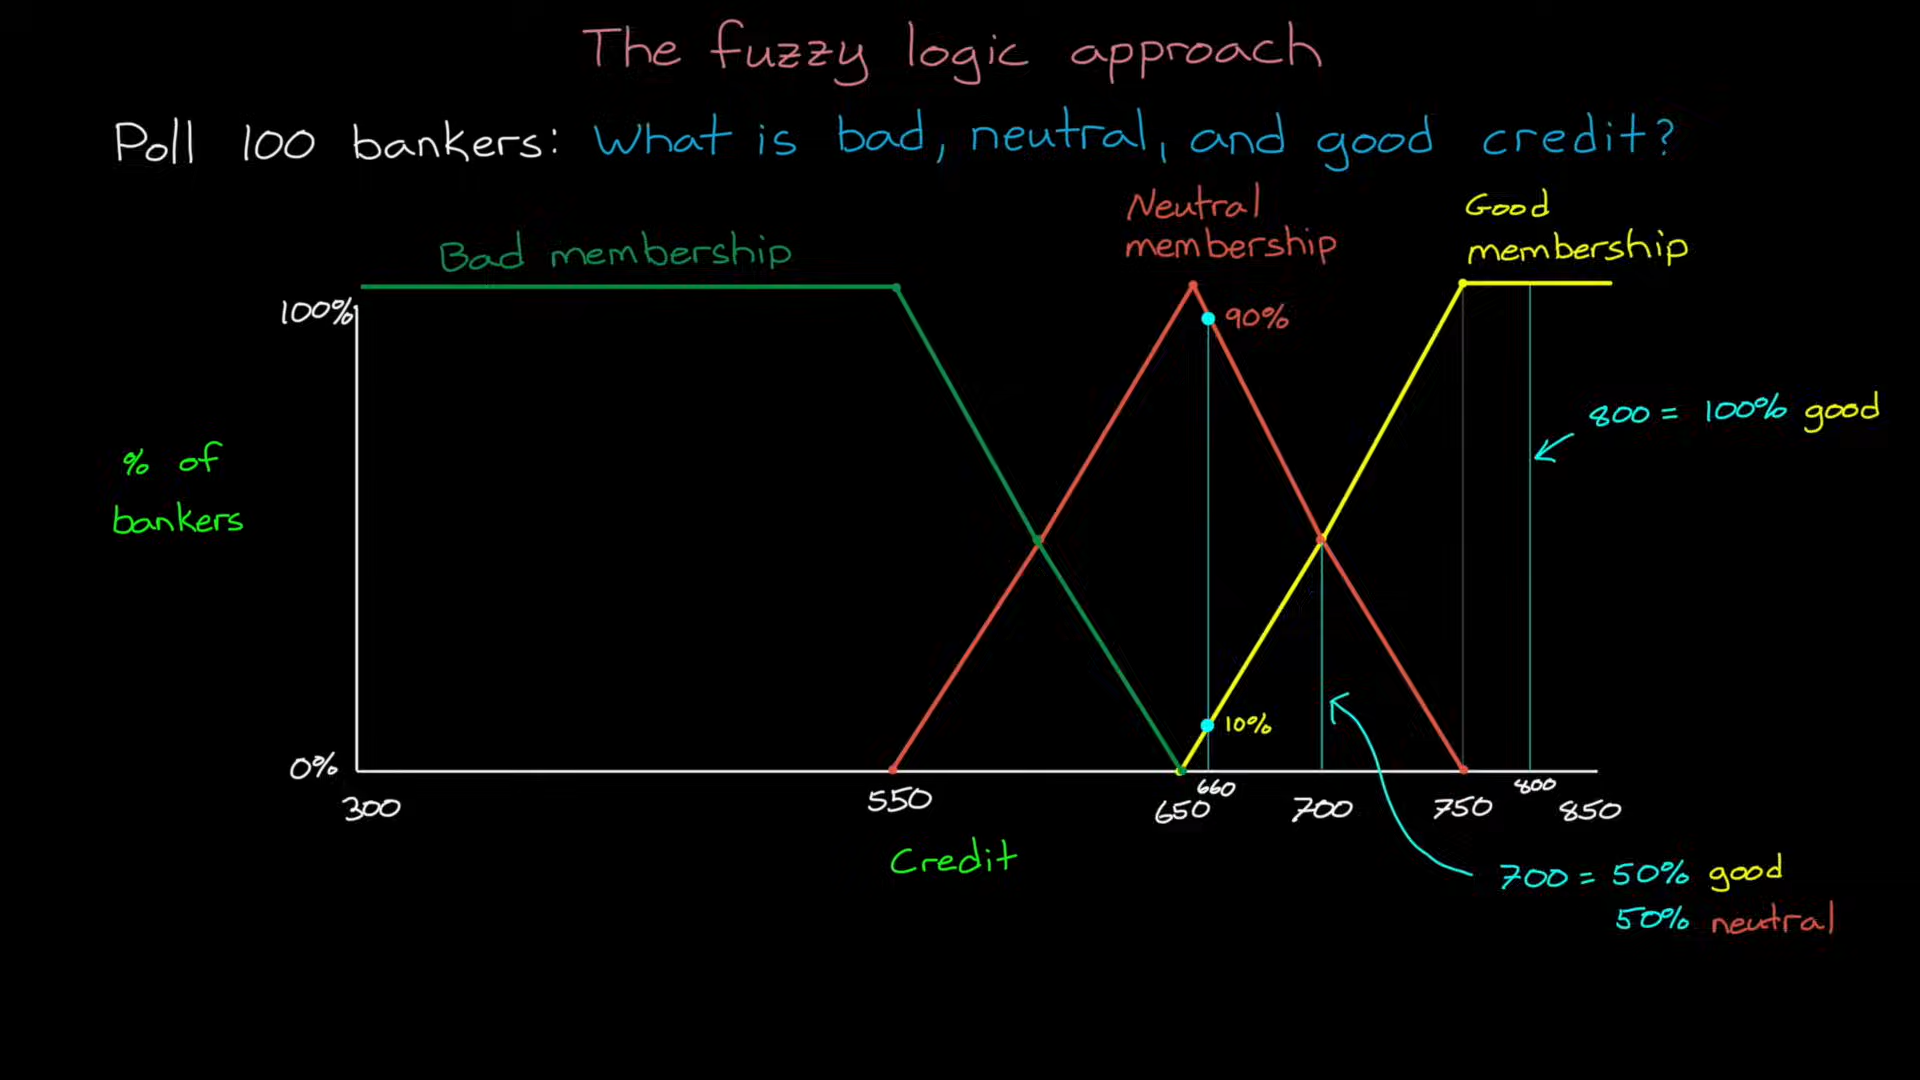 The fuzzy logic approach
Poll 100 bankers: What is bad, neutral, and good credit?
Neutral
membership
Good
membership
Bad membership
100%
90%
800 = 100% good
% of
bankers
10%
0%
300
550
650
660
700
750
800
850
Credit
700 = 50% good
50% neutral